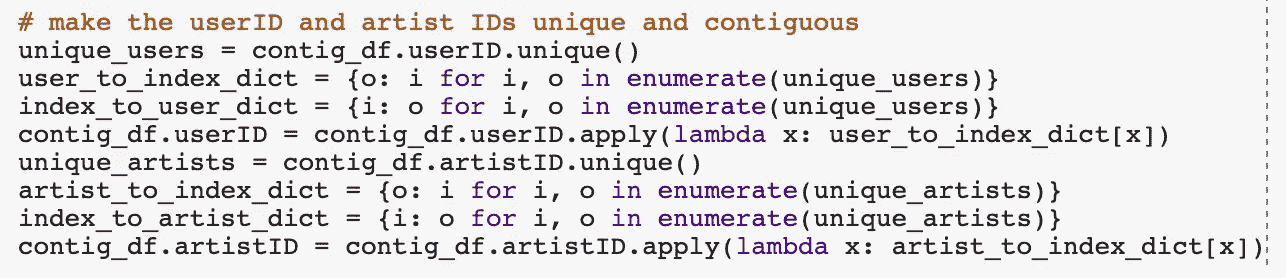 # make the userID and artist IDs unique and contiguous
unique_users = contig_df.userID.unique()
user_to_index_dict = {o: i for i, o in enumerate(unique_users)}
index_to_user_dict = {i: o for i, o in enumerate(unique_users)}
contig_df.userID = contig_df.userID.apply(lambda x: user_to_index_dict[x])
unique_artists = contig_df.artistID.unique()
artist_to_index_dict = {o: i for i, o in enumerate(unique_artists)}
index_to_artist_dict = {i: o for i, o in enumerate(unique_artists)}
contig_df.artistID = contig_df.artistID.apply(lambda x: artist_to_index_dict[x])